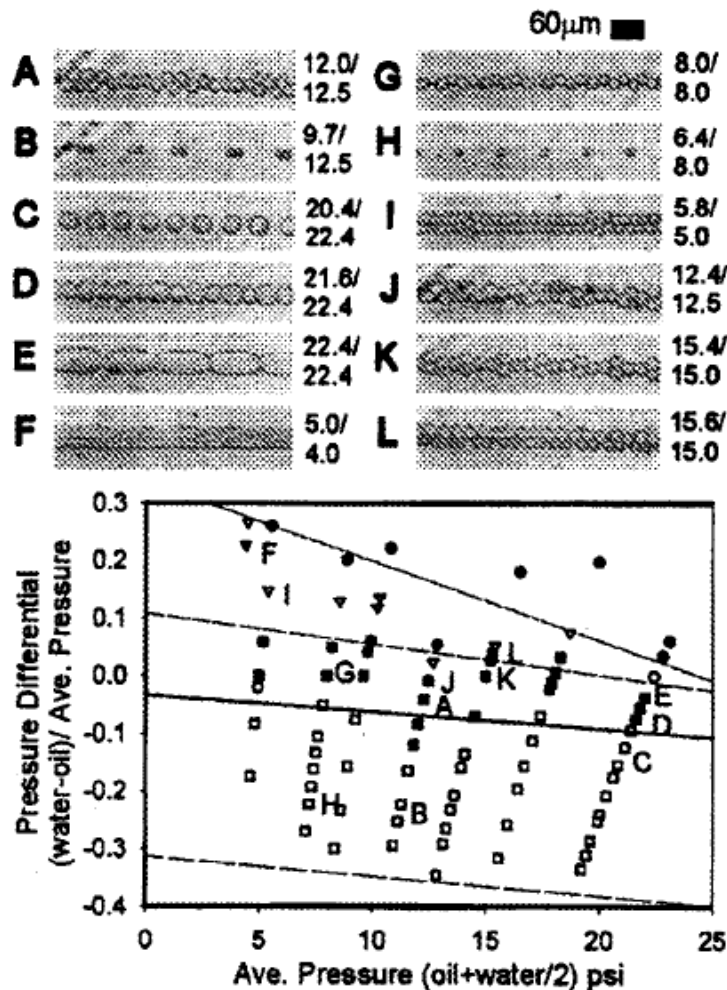 60μm
A 12.0/ 12.5
G 8.0/ 8.0
B 9.7/ 12.5
H 6.4/ 8.0
C 20.4/ 22.4
I 5.8/ 5.0
D 21.6/ 22.4
J 12.4/ 12.5
E 22.4/ 22.4
K 15.4/ 15.0
F 5.0/ 4.0
L 15.6/ 15.0
Pressure Differential
(water-oil)/ Ave. Pressure
0.3
0.2
0.1
0.0
-0.1
-0.2
-0.3
-0.4
F
I
J
L
G
J
K
A
E
D
C
H
B
0 5 10 15 20 25
Ave. Pressure (oil+water/2) psi